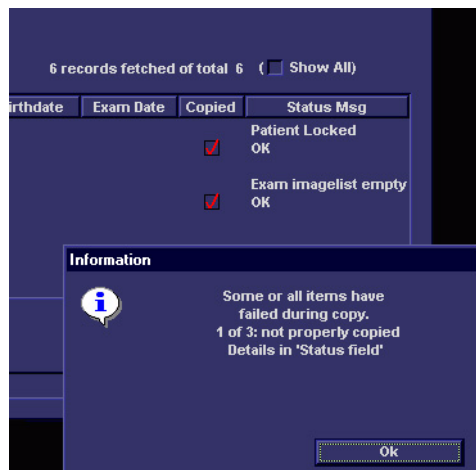 6 records fetched of total 6 ( Show All)
irthdate Exam Date Copied Status Msg
Patient Locked
OK
Exam imagelist empty
OK
Information
Some or all items have
failed during copy.
1 of 3: not properly copied
Details in 'Status field'
Ok